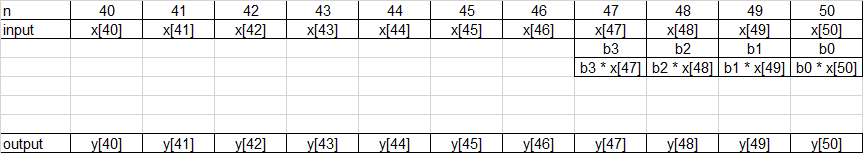 n 40 41 42 43 44 45 46 47 48 49 50
input x[40] x[41] x[42] x[43] x[44] x[45] x[46] x[47] x[48] x[49] x[50]
b3 b2 b1 b0
b3 * x[47] b2 * x[48] b1 * x[49] b0 * x[50]
output y[40] y[41] y[42] y[43] y[44] y[45] y[46] y[47] y[48] y[49] y[50]